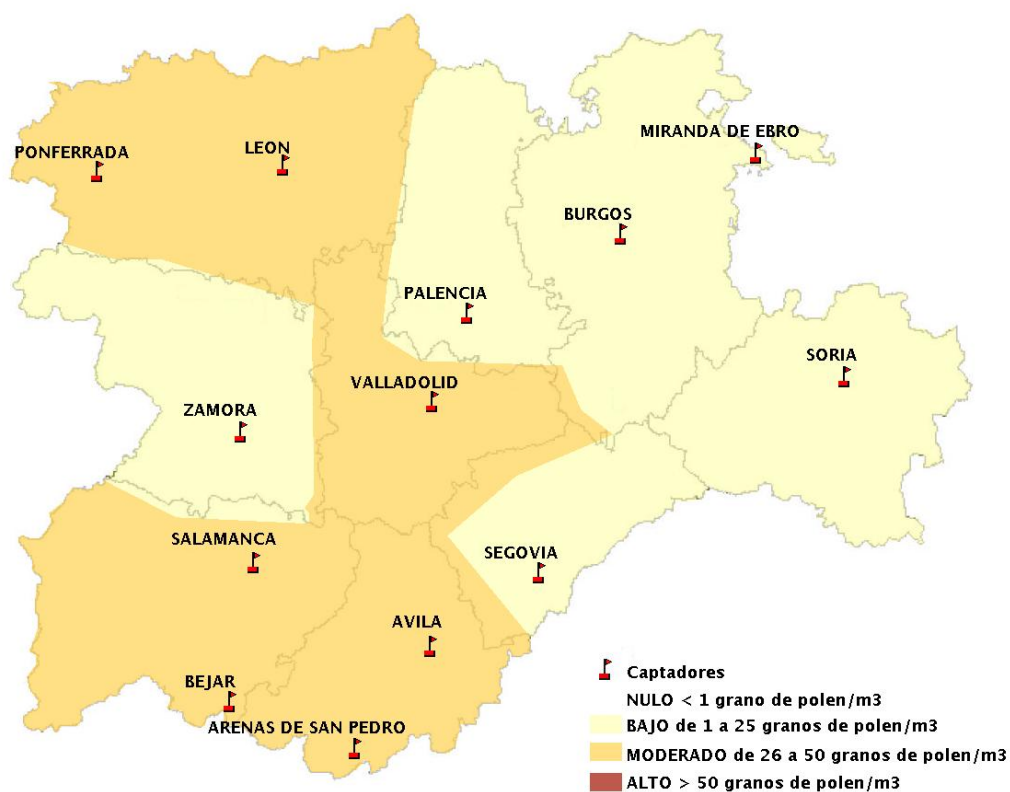 MIRANDA DE EBRO
PONFERRADA
LEON
BURGOS
PALENCIA
SORIA
VALLADOLID
ZAMORA
SALAMANCA
SEGOVIA
AVILA
BEJAR
ARENAS DE SAN PEDRO
Captadores
NULO < 1 grano de polen/m3
BAJO de 1 a 25 granos de polen/m3
MODERADO de 26 a 50 granos de polen/m3
ALTO > 50 granos de polen/m3